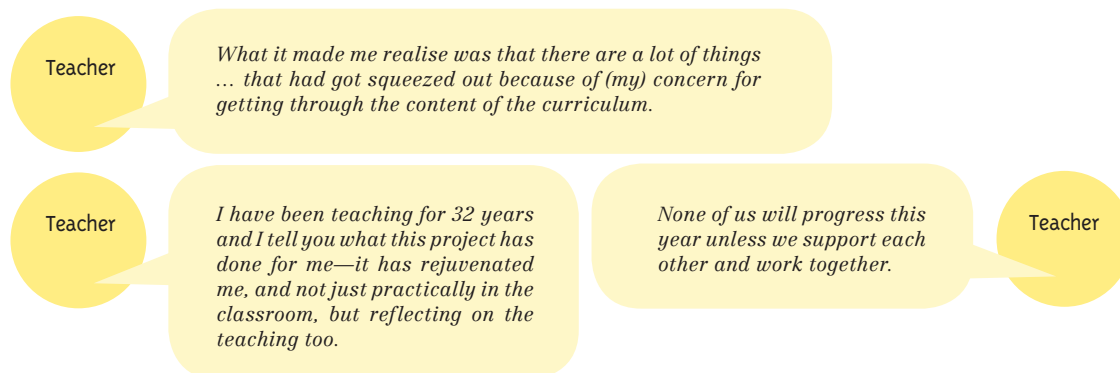 Teacher
What it made me realise was that there are a lot of things
... that had got squeezed out because of (my) concern for
getting through the content of the curriculum.
Teacher
I have been teaching for 32 years
and I tell you what this project has
done for me—it has rejuvenated
me, and not just practically in the
classroom, but reflecting on the
teaching too.
None of us will progress this
year unless we support each
other and work together.
Teacher